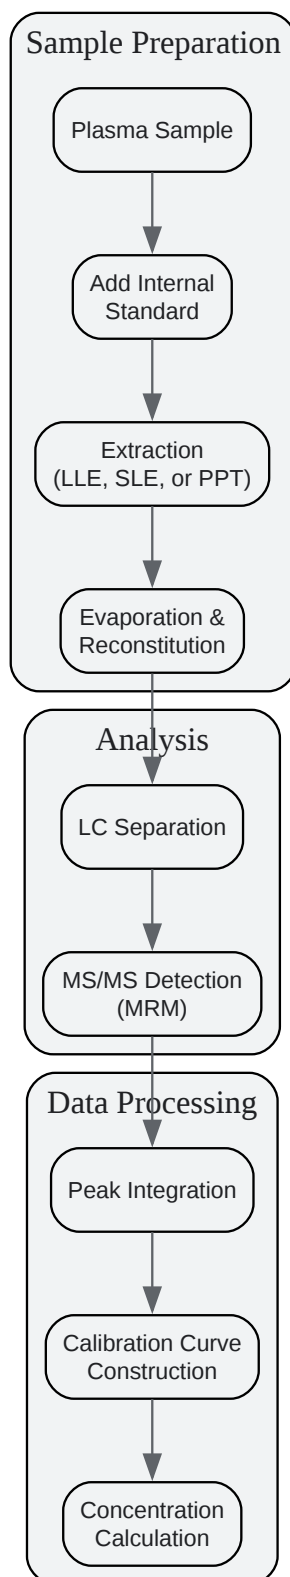 Sample Preparation
Plasma Sample
Add Internal
Standard
Extraction
(LLE, SLE, or PPT)
Evaporation &
Reconstitution
Analysis
LC Separation
MS/MS Detection
(MRM)
Data Processing
Peak Integration
Calibration Curve
Construction
Concentration
Calculation